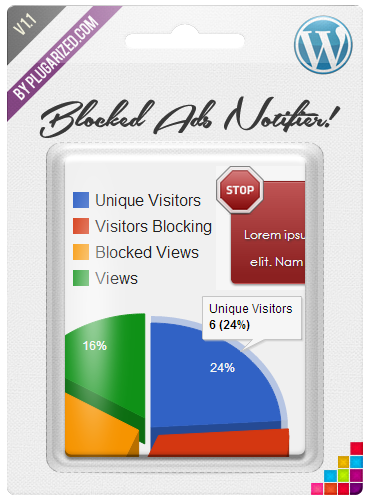 V 1.1
BY PLUGARIZED.COM
W
Blocked Ads Notifier!
STOP
Unique Visitors
Visitors Blocking
Blocked Views
Views
Lorem ipsu
elit. Nam
Unique Visitors
6 (24%)
16%
24%